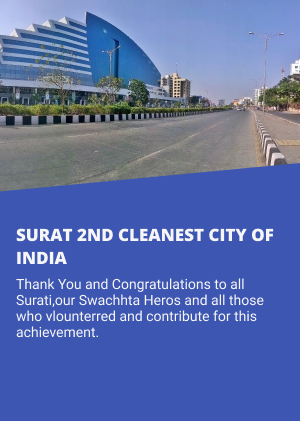 SURAT 2ND CLEANEST CITY OF
INDIA
Thank You and Congratulations to all
Surati,our Swachhta Heros and all those
who vlounterred and contribute for this
achievement.